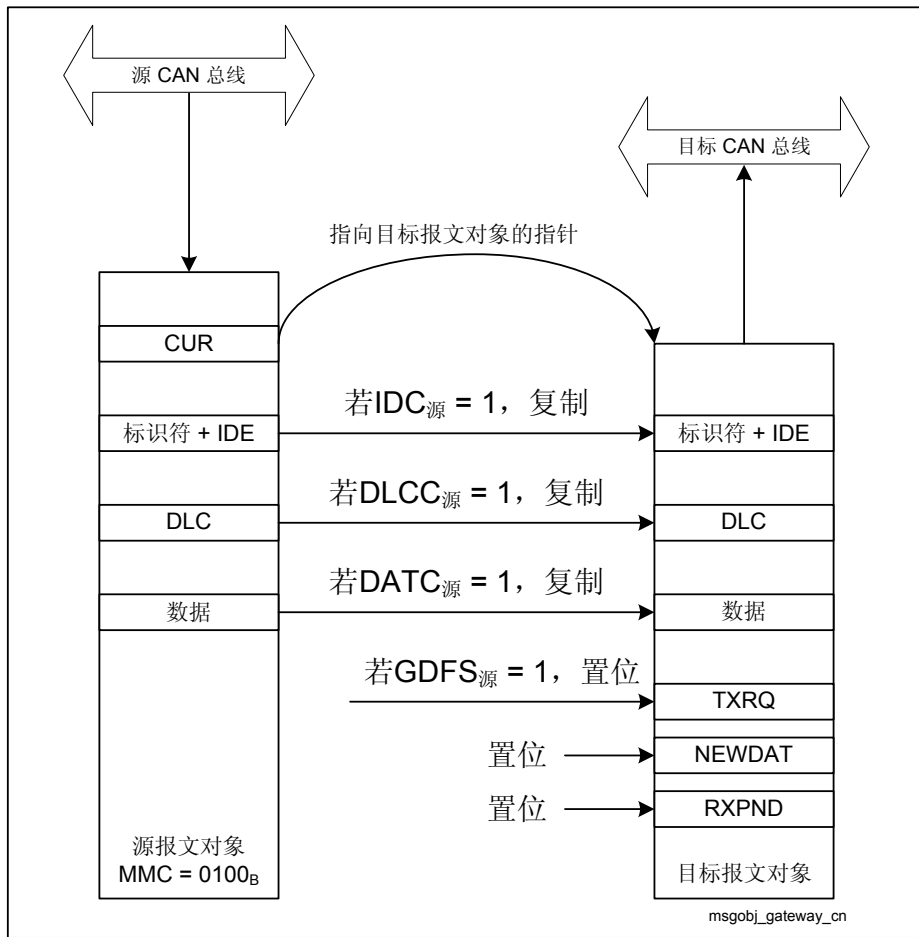 源 CAN 总线
目标 CAN 总线
指向目标报文对象的指针
CUR
若IDC源 = 1，复制
标识符 + IDE
标识符 + IDE
若DLCC源 = 1，复制
DLC
DLC
若DATC源 = 1，复制
数据
数据
若GDFS源 = 1，置位
TXRQ
置位
NEWDAT
置位
RXPND
源报文对象
MMC = 0100B
目标报文对象
msgobj_gateway_cn